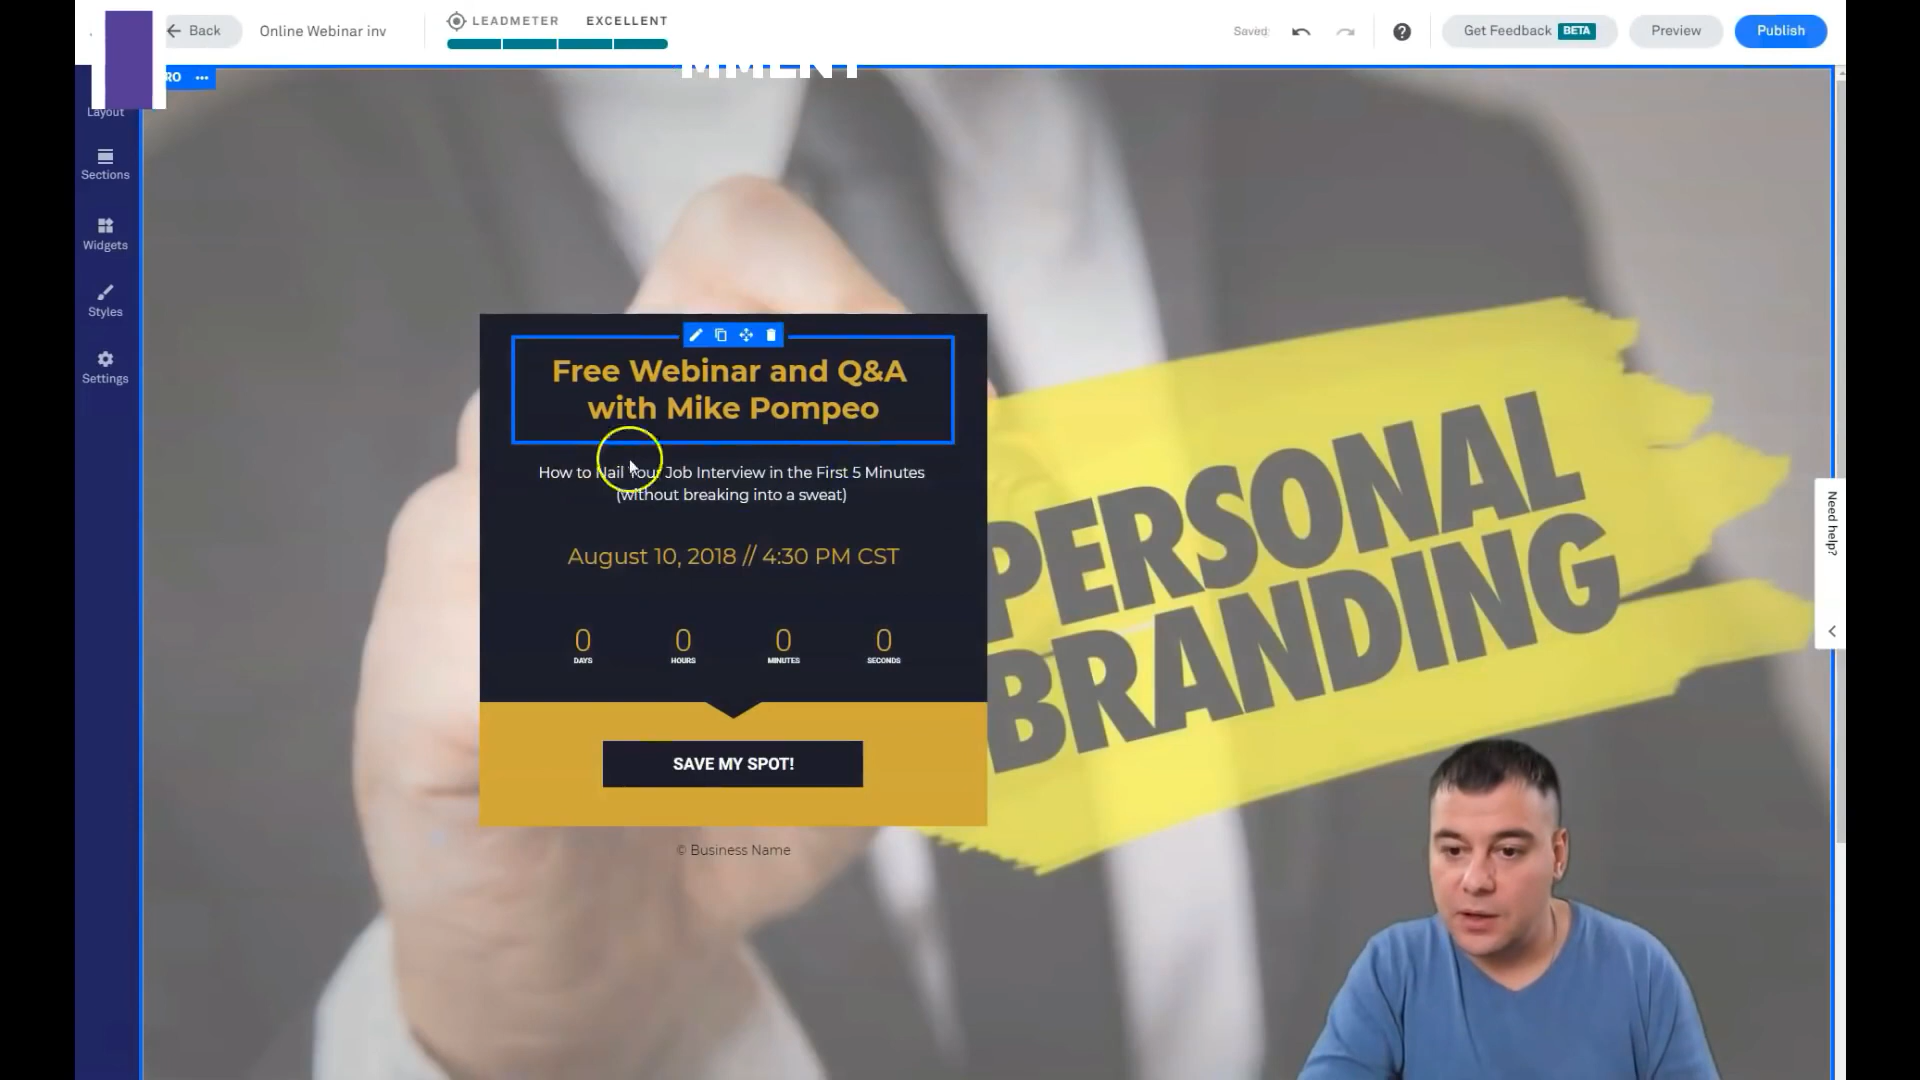 Back
Online Webinar inv
LEADMETER EXCELLENT
Saved
Get Feedback BETA
Preview
Publish
RO
Layout
Sections
Widgets
Styles
Settings
Free Webinar and Q&A
with Mike Pompeo
How to Nail Your Job Interview in the First 5 Minutes
(without breaking into a sweat)
August 10, 2018 // 4:30 PM CST
0 0 0 0
DAYS HOURS MINUTES SECONDS
SAVE MY SPOT!
© Business Name
PERSONAL
BRANDING
Need help?